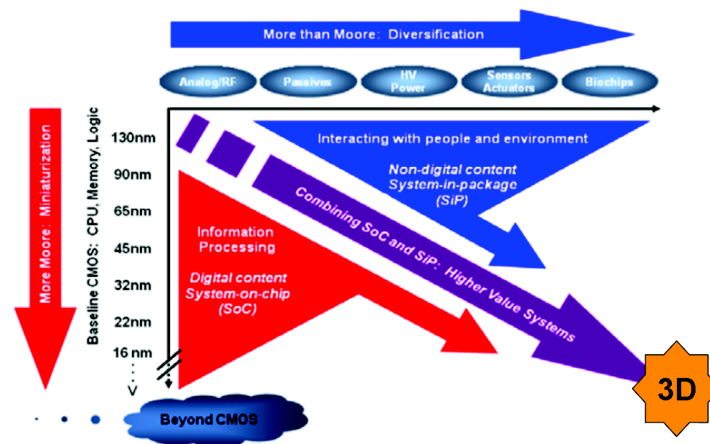 More than Moore: Diversification
Analog/RF
Passives
HV
Power
Sensors
Actuators
Biochips
More Moore: Miniaturization
Baseline CMOS: CPU, Memory, Logic
130nm
90nm
65nm
45nm
32nm
22nm
16 nm
Interacting with people and environment
Non-digital content
System-in-package
(SiP)
Combining SoC and SiP: Higher Value Systems
Information
Processing
Digital content
System-on-chip
(SoC)
3D
Beyond CMOS